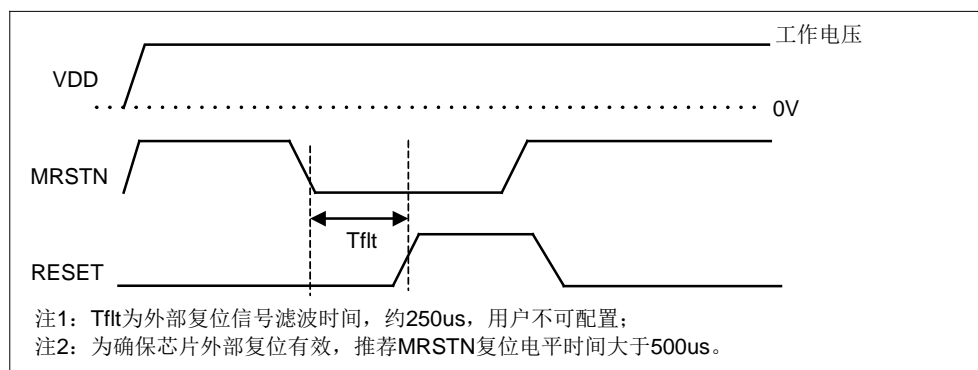 工作电压
VDD
0V
MRSTN
Tflt
RESET
注1：Tflt为外部复位信号滤波时间，约250us，用户不可配置；
注2：为确保芯片外部复位有效，推荐MRSTN复位电平时间大于500us。